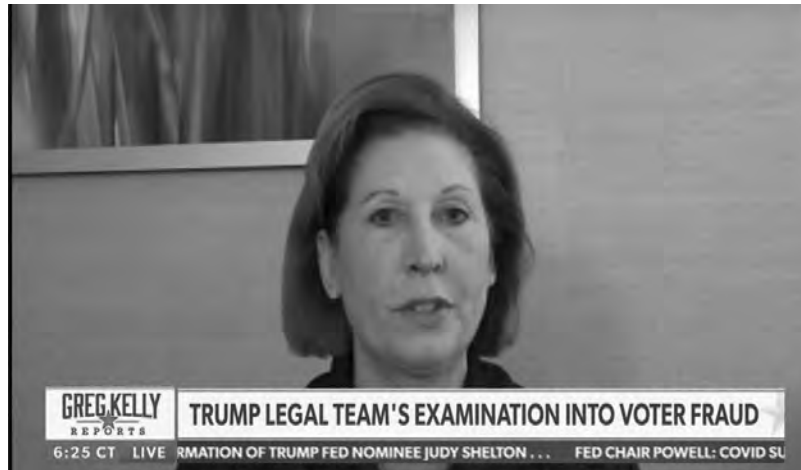 GREG KELLY
REPORTS
TRUMP LEGAL TEAM'S EXAMINATION INTO VOTER FRAUD
6:25 CT LIVE RMATION OF TRUMP FED NOMINEE JUDY SHELTON . . . FED CHAIR POWELL: COVID SU